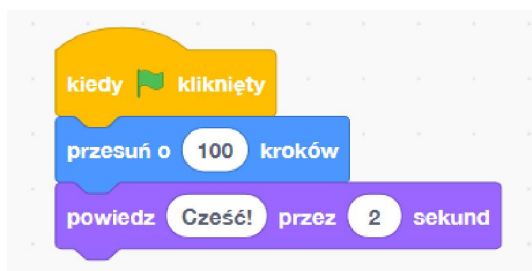 kiedy kliknięty
przesuń o 100 kroków
powiedz Cześć! przez 2 sekund